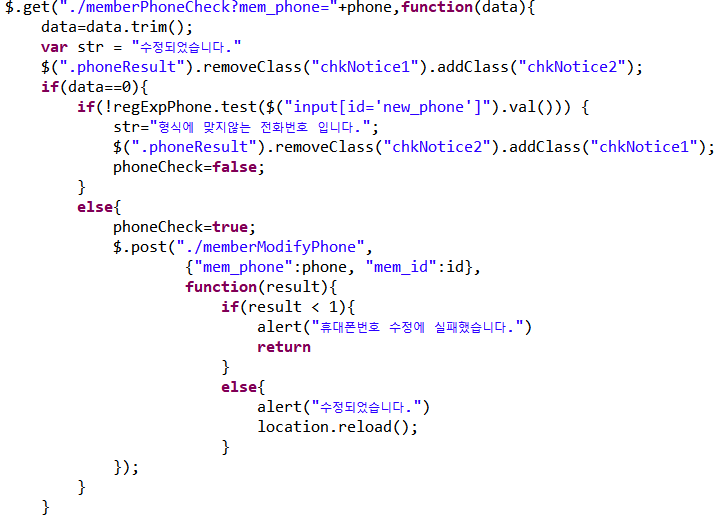 $.get("./memberPhoneCheck?mem_phone="+phone,function(data){
    data=data.trim();
    var str = "수정되었습니다."
    $(".phoneResult").removeClass("chkNotice1").addClass("chkNotice2");
    if(data==0){
        if(!regExpPhone.test($("input[id='new_phone']").val())) {
            str="형식에 맞지않는 전화번호 입니다.";
            $(".phoneResult").removeClass("chkNotice2").addClass("chkNotice1");
            phoneCheck=false;
        }
        else{
            phoneCheck=true;
            $.post("./memberModifyPhone",
                    {"mem_phone":phone, "mem_id":id},
                    function(result){
                        if(result < 1){
                            alert("휴대폰번호 수정에 실패했습니다.")
                            return
                        }
                        else{
                            alert("수정되었습니다.")
                            location.reload();
                        }
            });
        }
    }